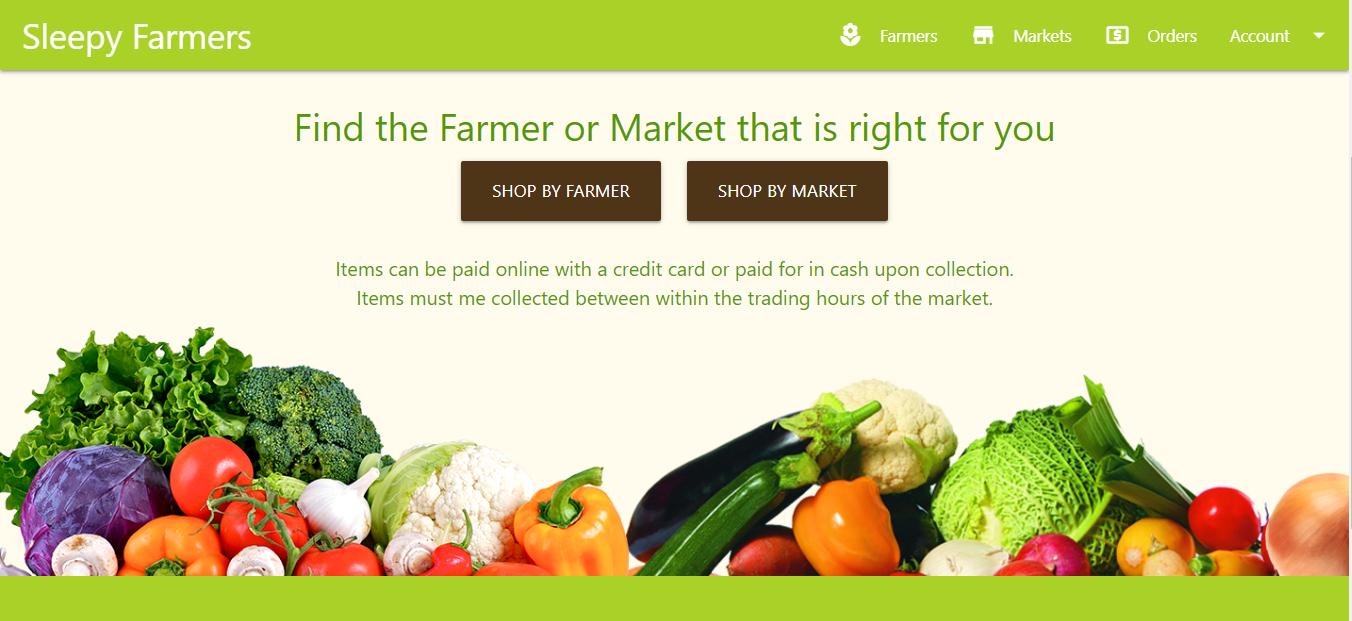 Sleepy Farmers
Farmers Markets Orders Account
Find the Farmer or Market that is right for you
SHOP BY FARMER SHOP BY MARKET
Items can be paid online with a credit card or paid for in cash upon collection.
Items must me collected between within the trading hours of the market.